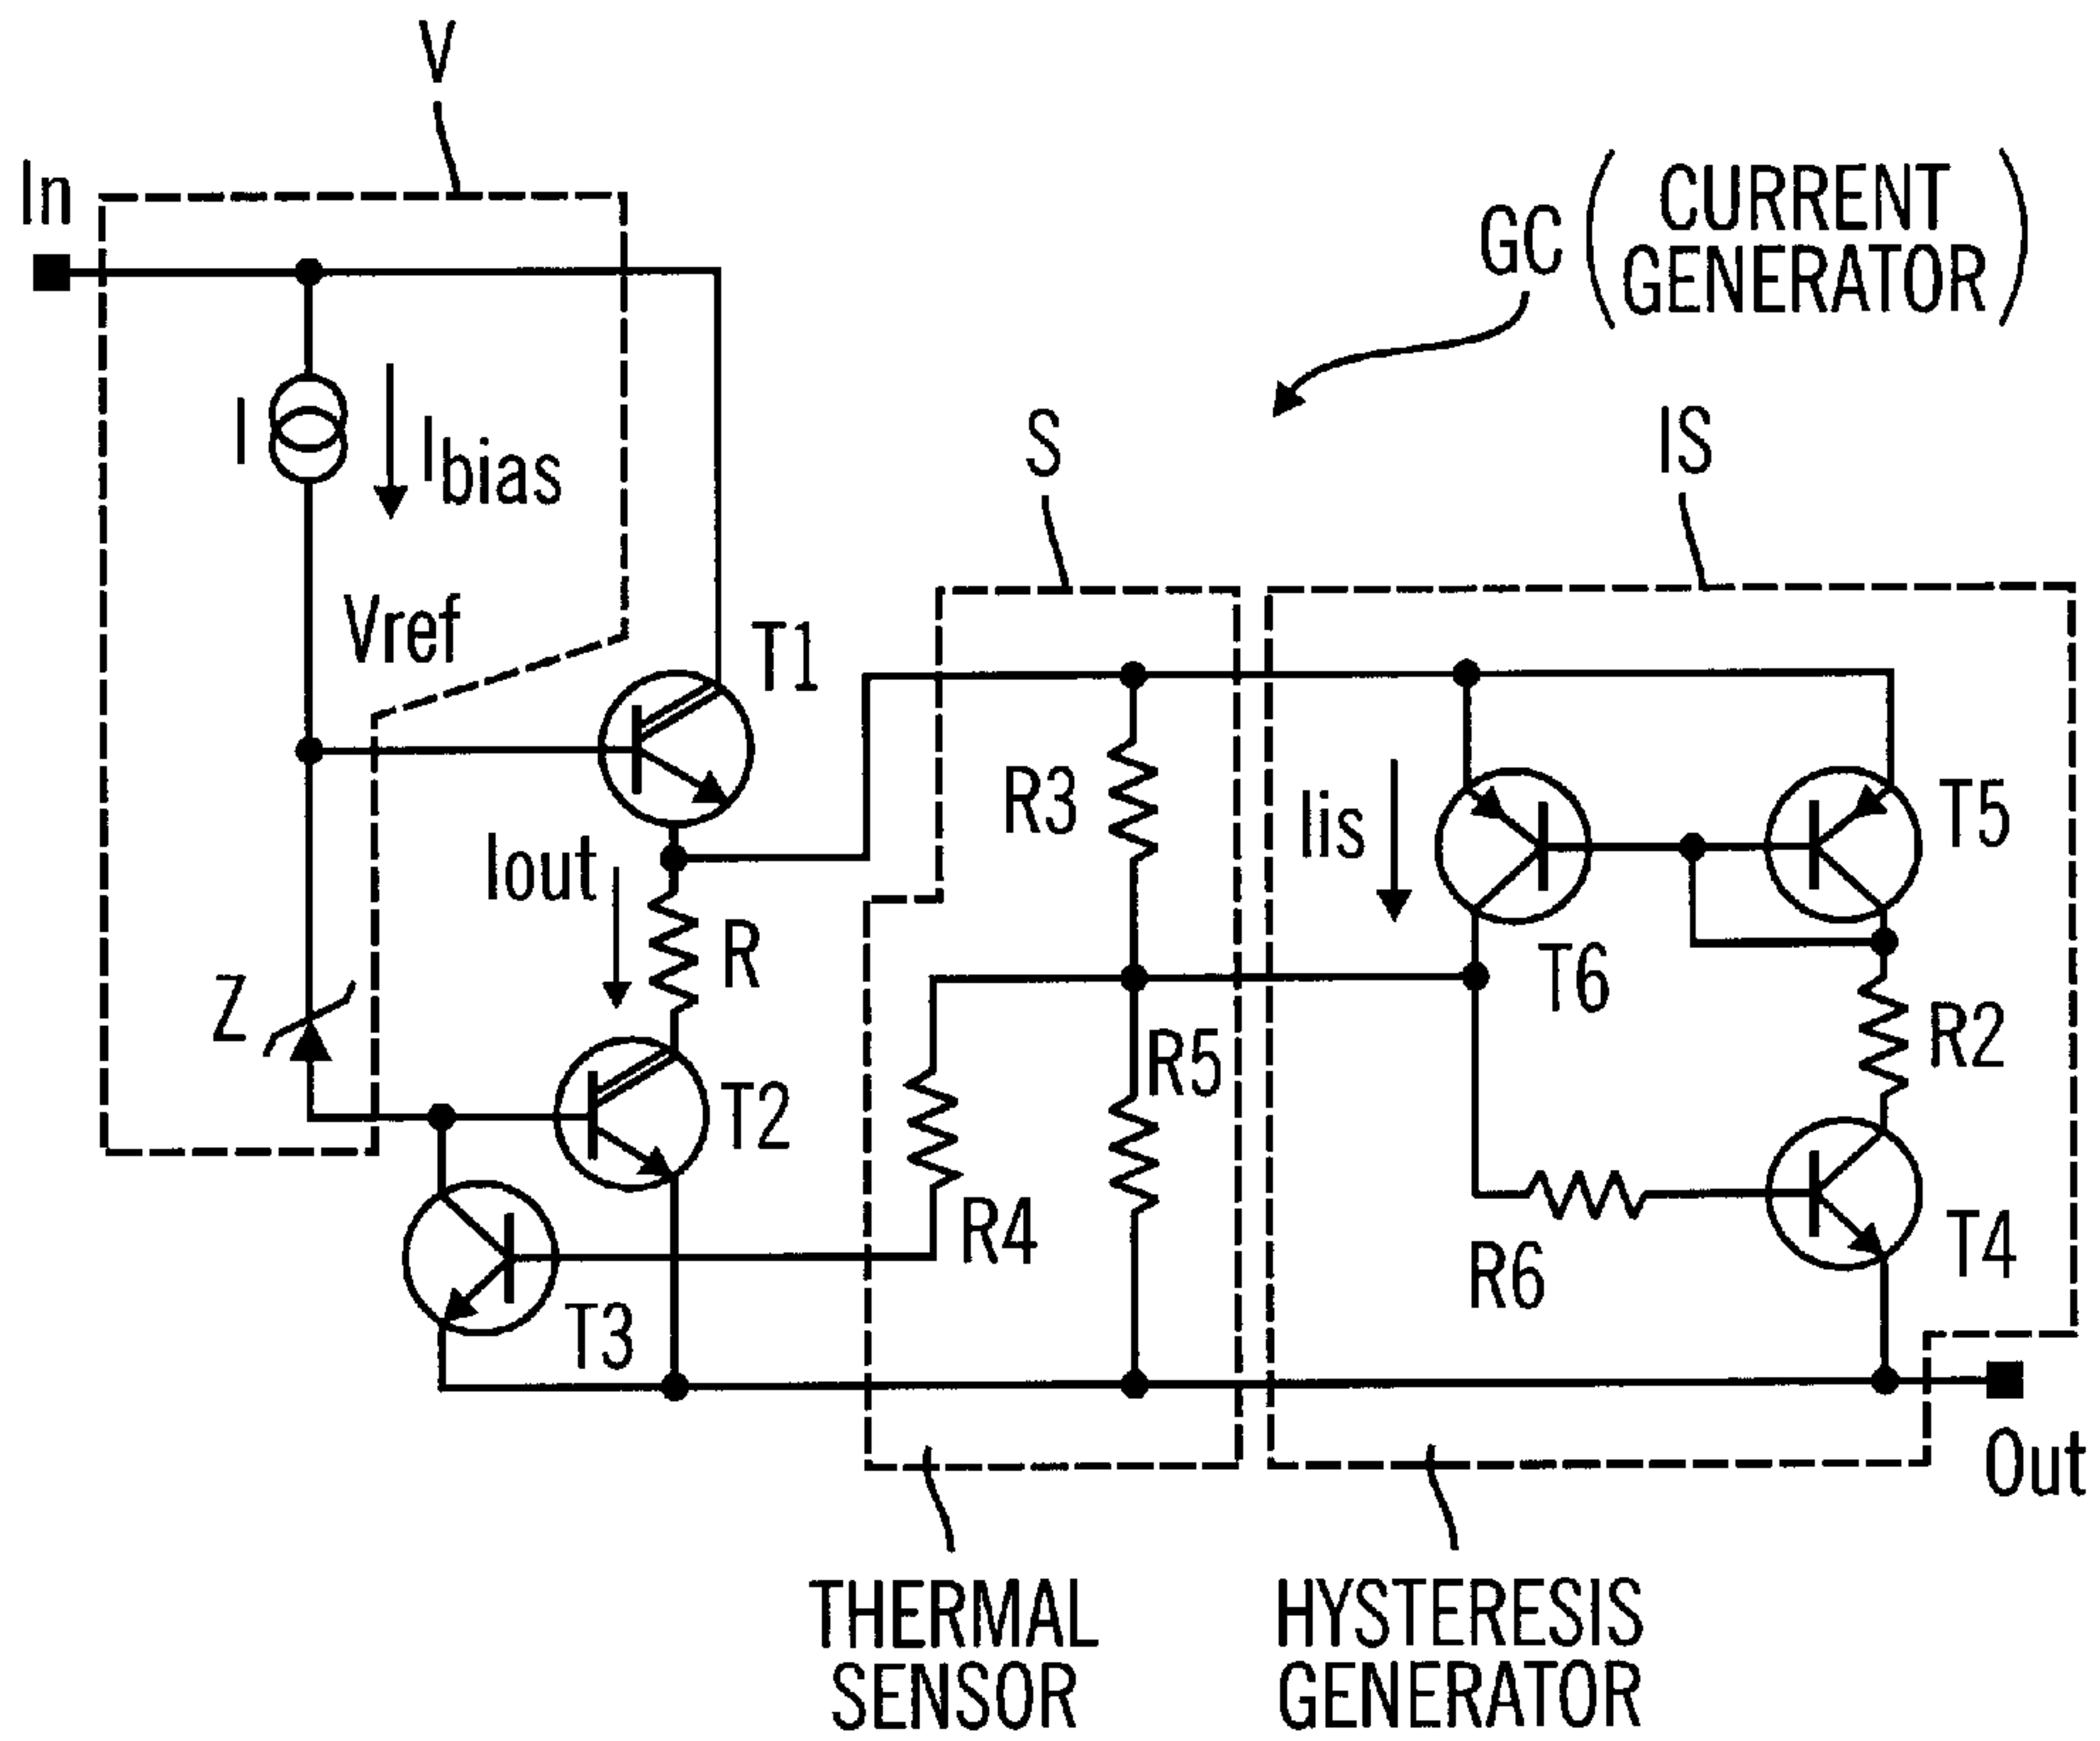 V
In
GC ( CURRENT
GENERATOR )
I
Ibias
S
IS
Vref
T1
R3
Iis
T5
Iout
R
T6
Z
R5
R2
T2
R4
T4
R6
T3
Out
THERMAL
SENSOR
HYSTERESIS
GENERATOR